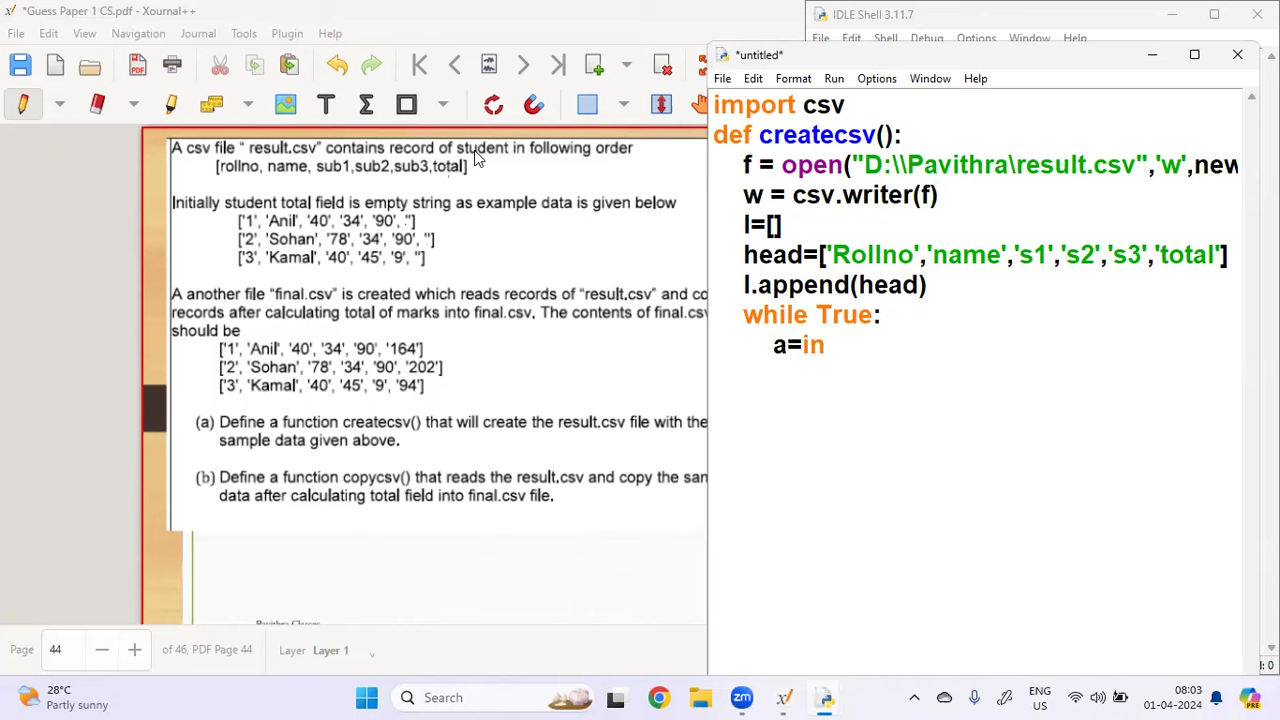 *Guess Paper 1 CS.pdf - Xournal++
IDLE Shell 3.11.7
File Edit View Navigation Journal Tools Plugin Help
File Edit Shell Debug Options Window Help
*untitled*
File Edit Format Run Options Window Help
A csv file “ result.csv” contains record of student in following order
[rollno, name, sub1,sub2,sub3,total]
Initially student total field is empty string as example data is given below
['1', 'Anil', '40', '34', '90', '']
['2', 'Sohan', '78', '34', '90', '']
['3', 'Kamal', '40', '45', '9', '']
A another file “final.csv” is created which reads records of “result.csv” and co
records after calculating total of marks into final.csv. The contents of final.csv
should be
['1', 'Anil', '40', '34', '90', '164']
['2', 'Sohan', '78', '34', '90', '202']
['3', 'Kamal', '40', '45', '9', '94']
(a) Define a function createcsv() that will create the result.csv file with the
sample data given above.
(b) Define a function copycsv() that reads the result.csv and copy the san
data after calculating total field into final.csv file.
Pavithra Classes
import csv
def createcsv():
f = open("D:\\Pavithra\result.csv",'w',new
w = csv.writer(f)
l=[]
head=['Rollno','name','s1','s2','s3','total']
l.append(head)
while True:
a=in
Page 44 of 46, PDF Page 44 Layer Layer 1
28°C
Partly sunny
Search
ENG
US
08:03
01-04-2024
PRE